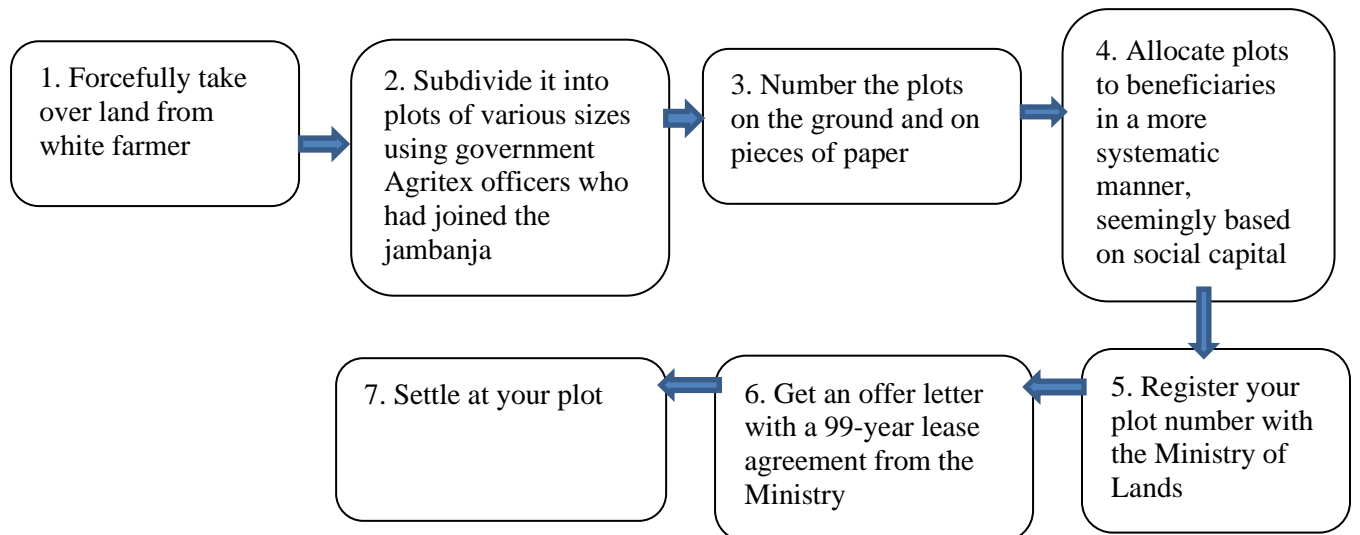 1. Forcefully take
over land from
white farmer
2. Subdivide it into
plots of various sizes
using government
Agritex officers who
had joined the
jambanja
3. Number the plots
on the ground and on
pieces of paper
4. Allocate plots
to beneficiaries
in a more
systematic
manner,
seemingly based
on social capital
5. Register your
plot number with
the Ministry of
Lands
6. Get an offer letter
with a 99-year lease
agreement from the
Ministry
7. Settle at your plot